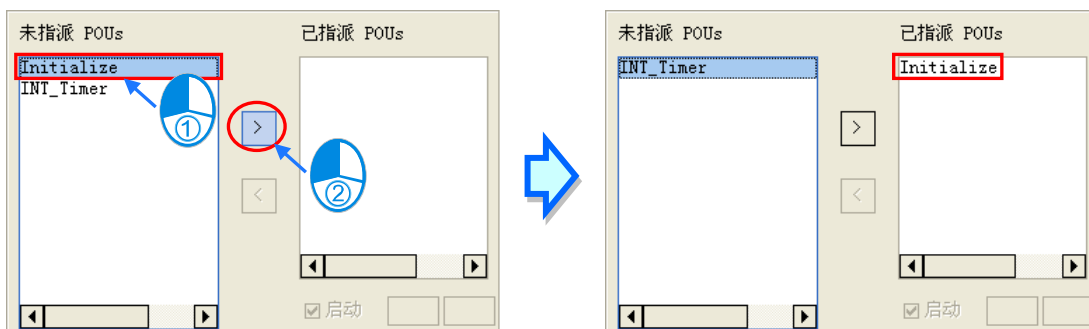 未指派 POUs
已指派 POUs
Initialize
INT_Timer
①
>
②
<
启动
未指派 POUs
已指派 POUs
INT_Timer
Initialize
>
<
启动